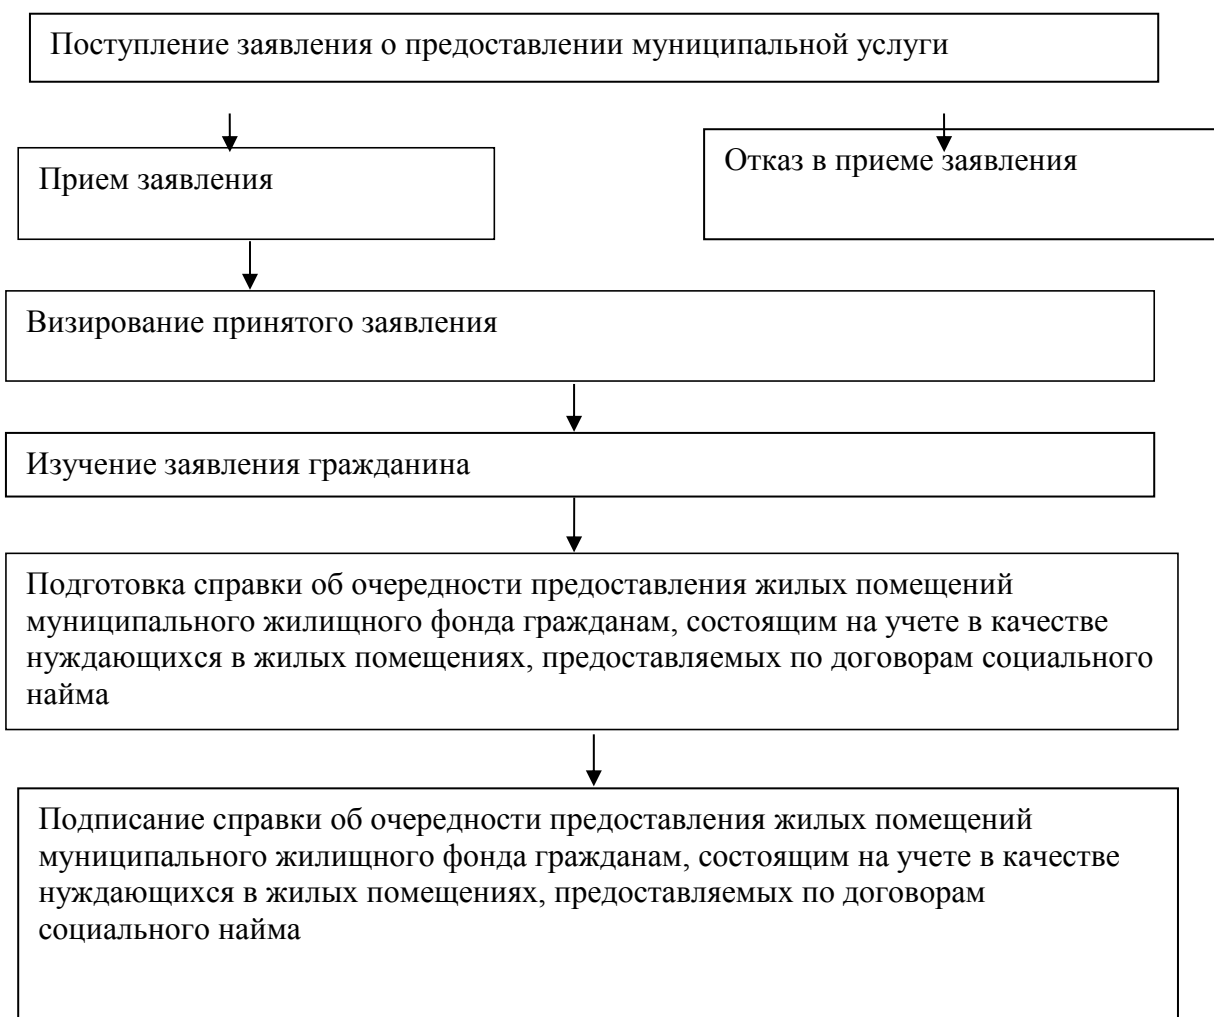 Поступление заявления о предоставлении муниципальной услуги
Прием заявления
Отказ в приеме заявления
Визирование принятого заявления
Изучение заявления гражданина
Подготовка справки об очередности предоставления жилых помещений
муниципального жилищного фонда гражданам, состоящим на учете в качестве
нуждающихся в жилых помещениях, предоставляемых по договорам социального
найма
Подписание справки об очередности предоставления жилых помещений
муниципального жилищного фонда гражданам, состоящим на учете в качестве
нуждающихся в жилых помещениях, предоставляемых по договорам
социального найма